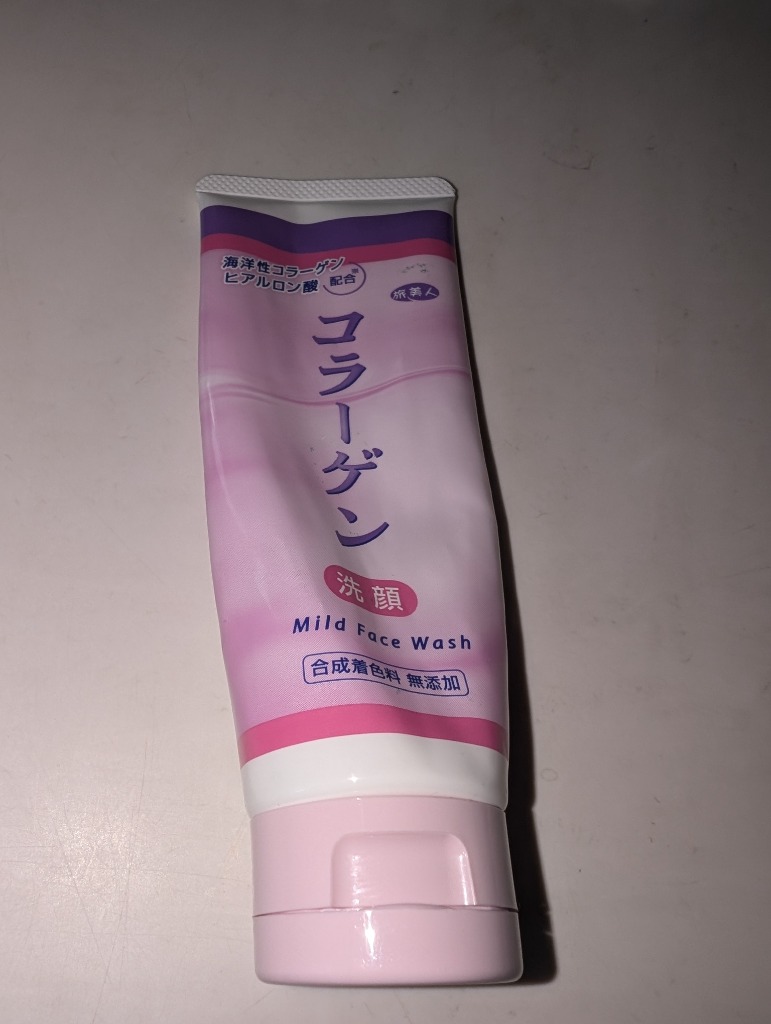 海洋性コラーゲン
ヒアルロン酸
配合※
旅美人
コラーゲン
洗顔
Mild Face Wash
合成着色料 無添加